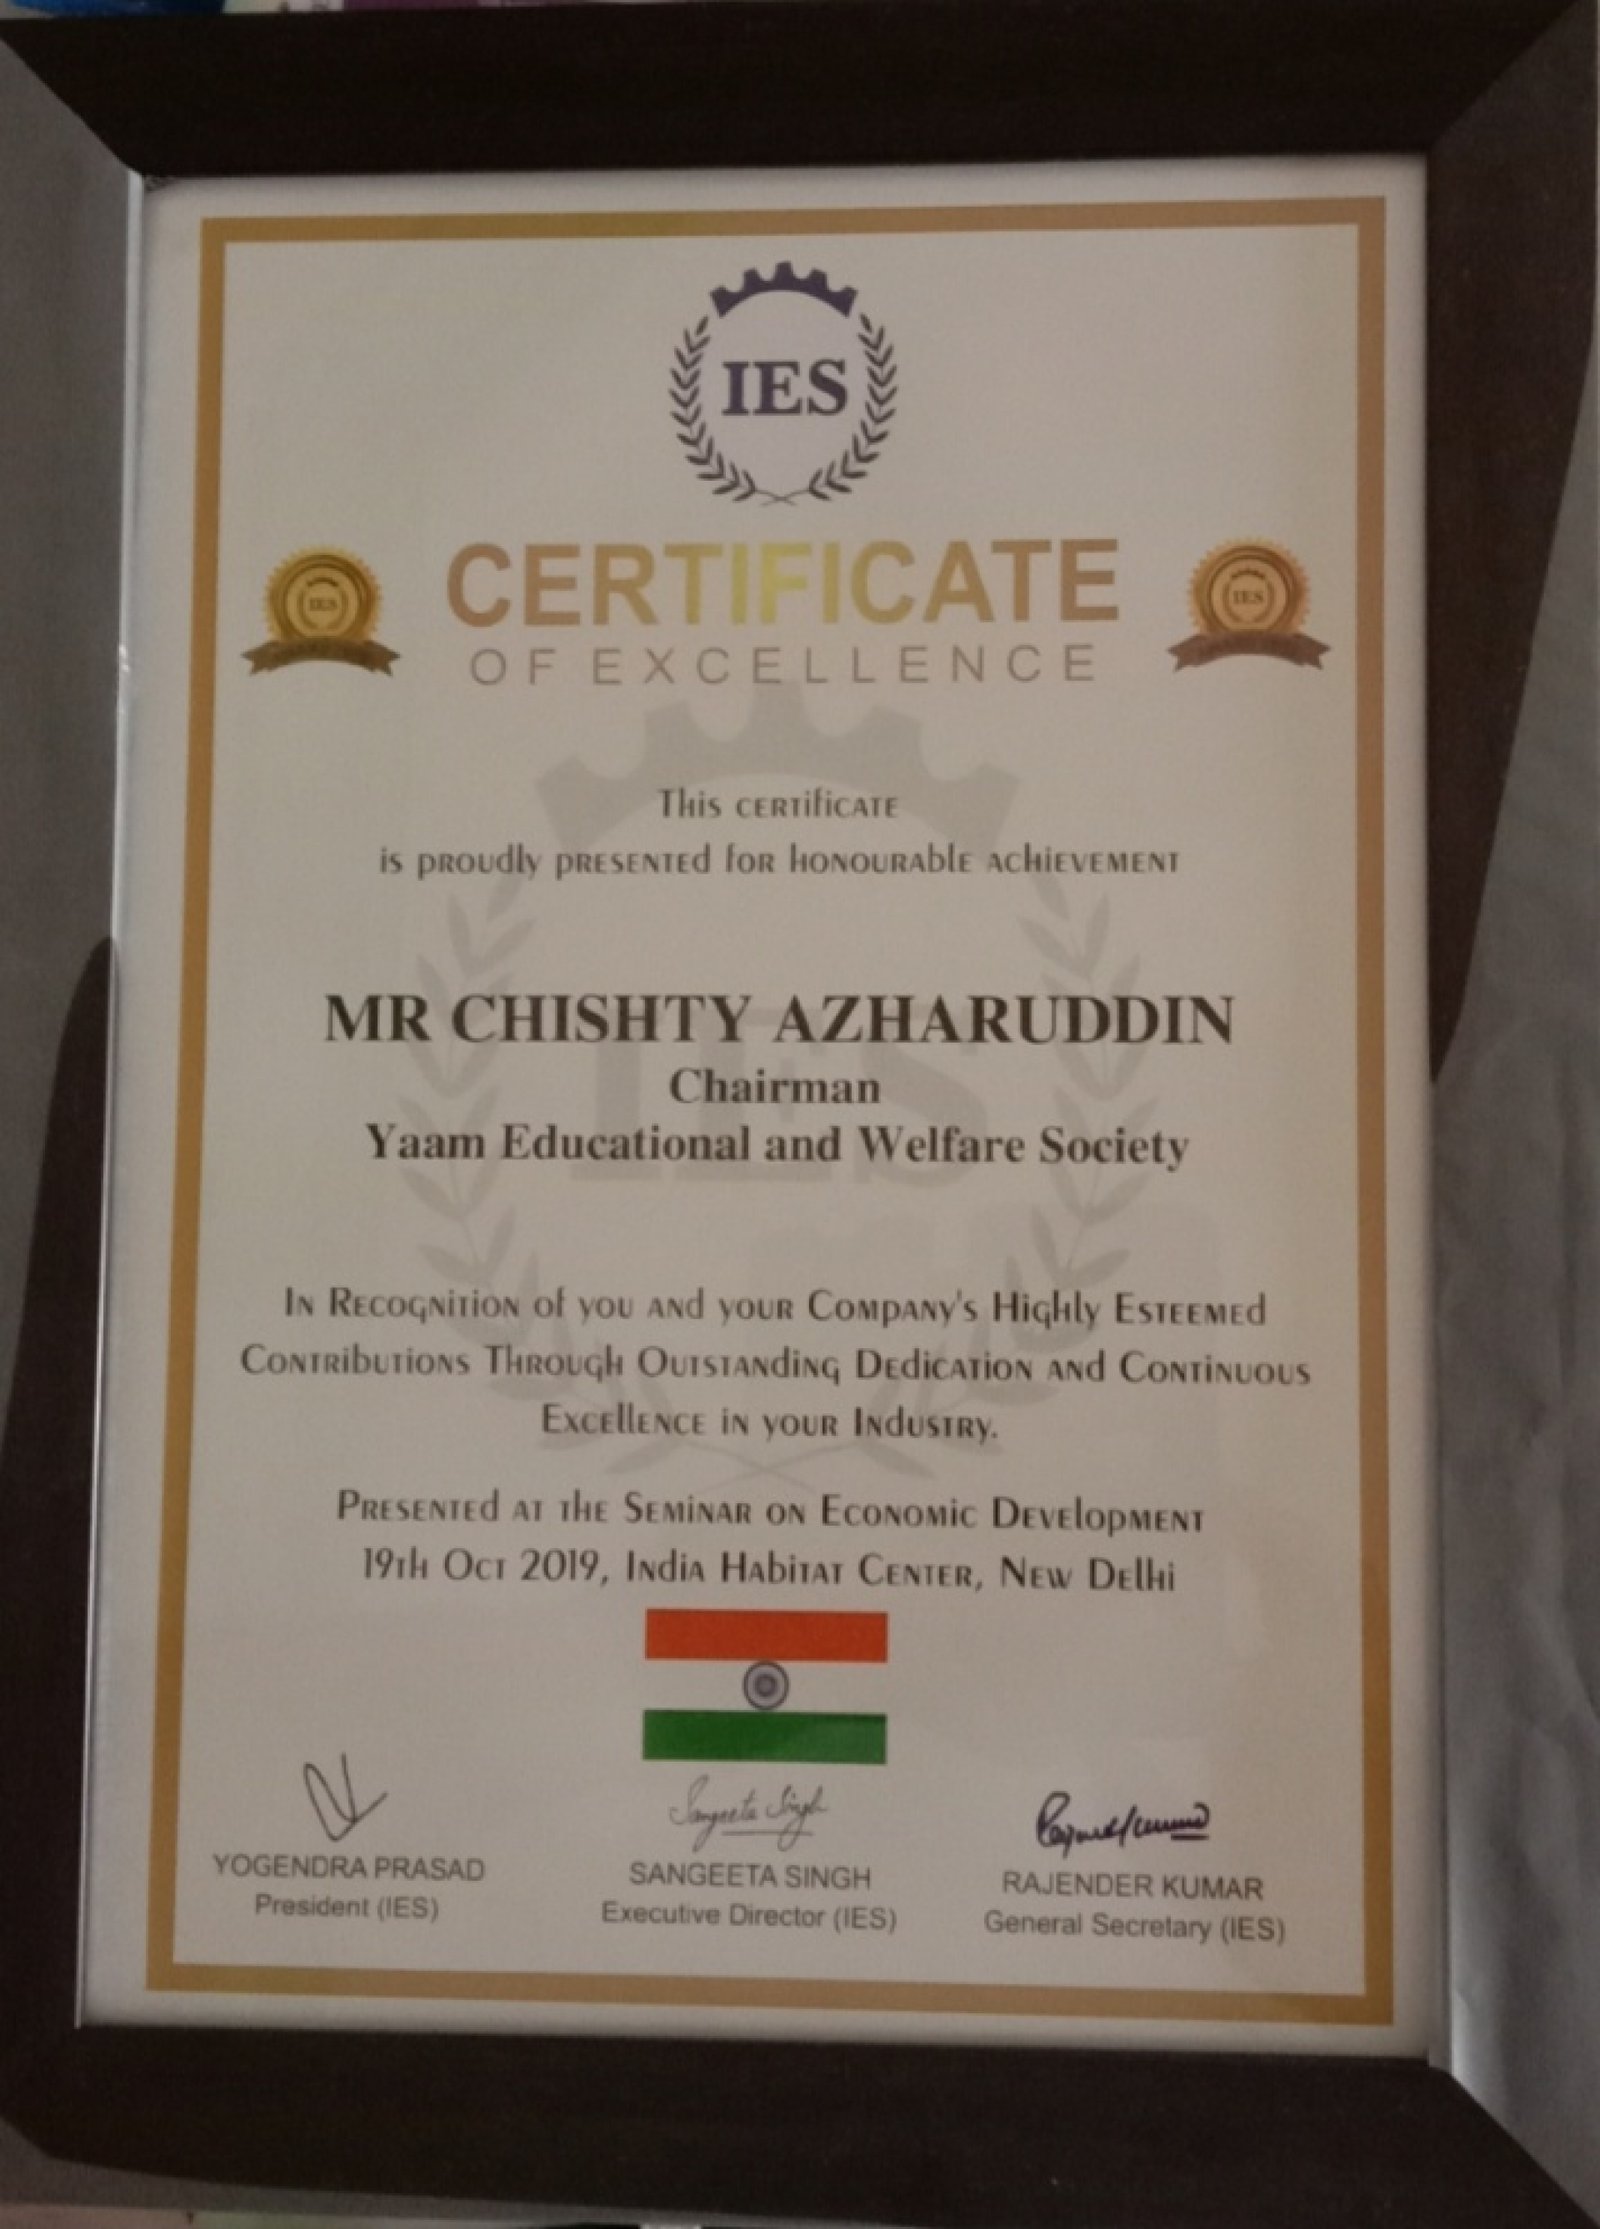 IES
CERTIFICATE
OF EXCELLENCE
IES
IES
This certificate
is proudly presented for honourable achievement
MR CHISHTY AZHARUDDIN
Chairman
Yaam Educational and Welfare Society
In Recognition of you and your Company's Highly Esteemed
Contributions Through Outstanding Dedication and Continuous
Excellence in your Industry.
Presented at the Seminar on Economic Development
19th Oct 2019, India Habitat Center, New Delhi
Sangeeta Singh
YOGENDRA PRASAD
President (IES)
SANGEETA SINGH
Executive Director (IES)
RAJENDER KUMAR
General Secretary (IES)